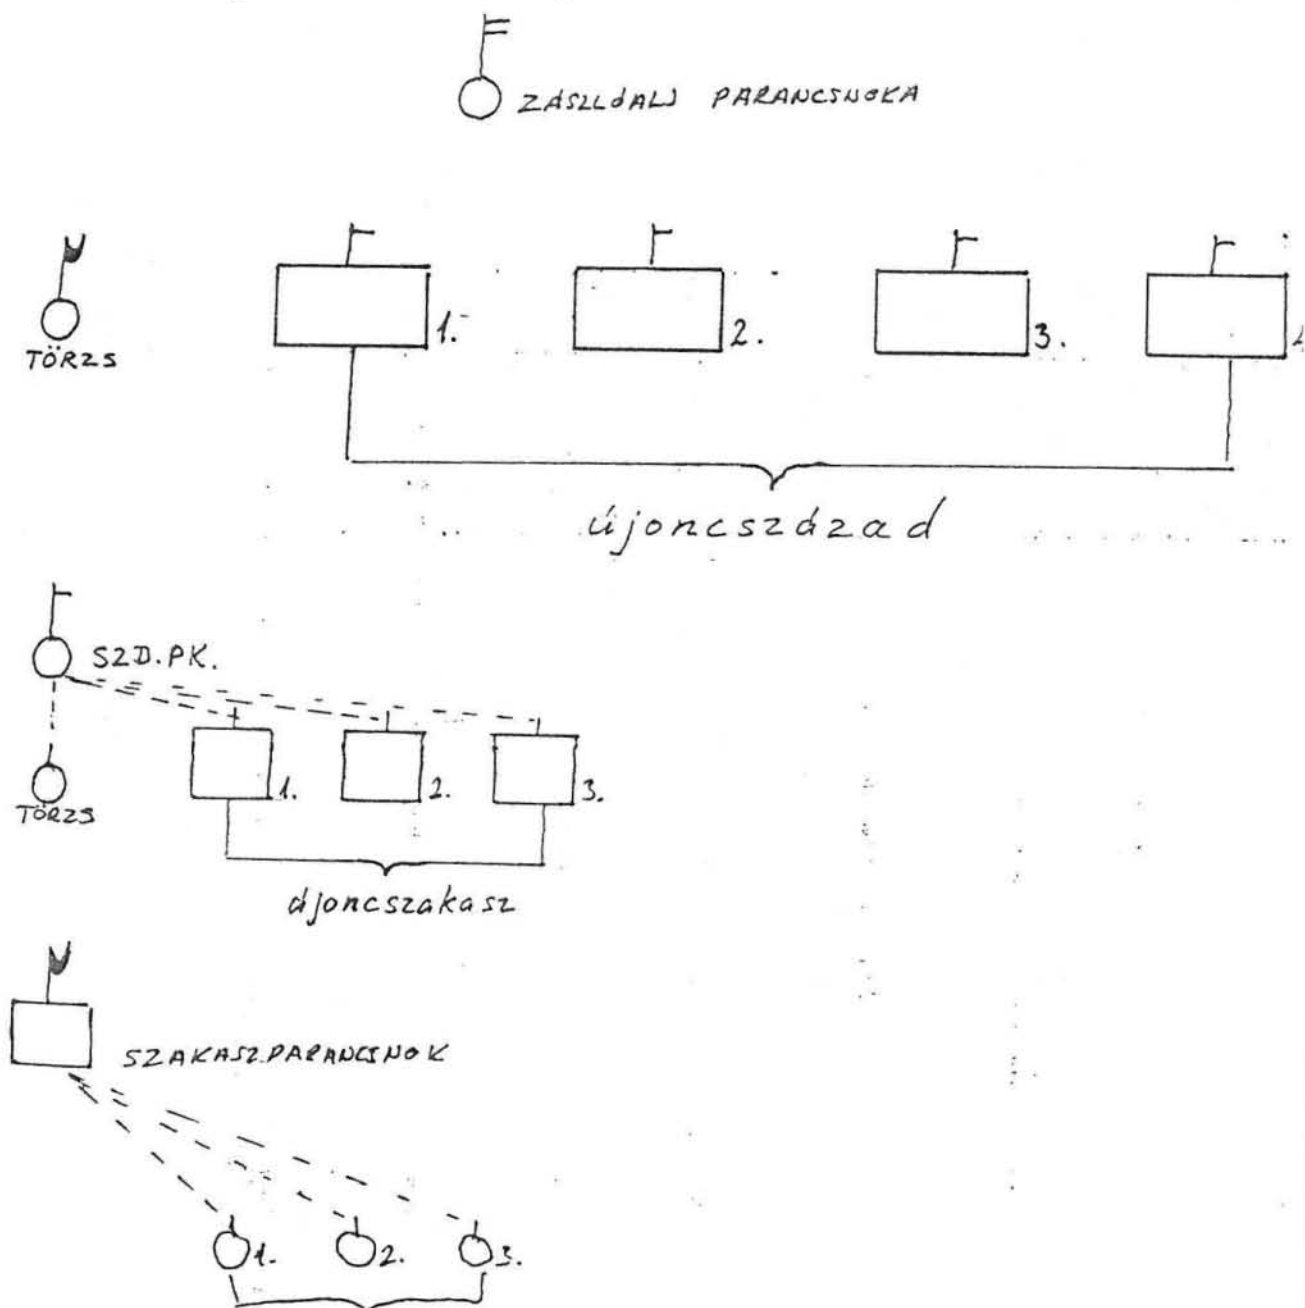 ZÁSZLÓALJ PARANCSNOKA
TÖRZS
1.
2.
3.
újoncszázad
SZD.PK.
TÖRZS
1.
2.
3.
újoncszakasz
SZAKASZPARANCSNOK
1.
2.
3.